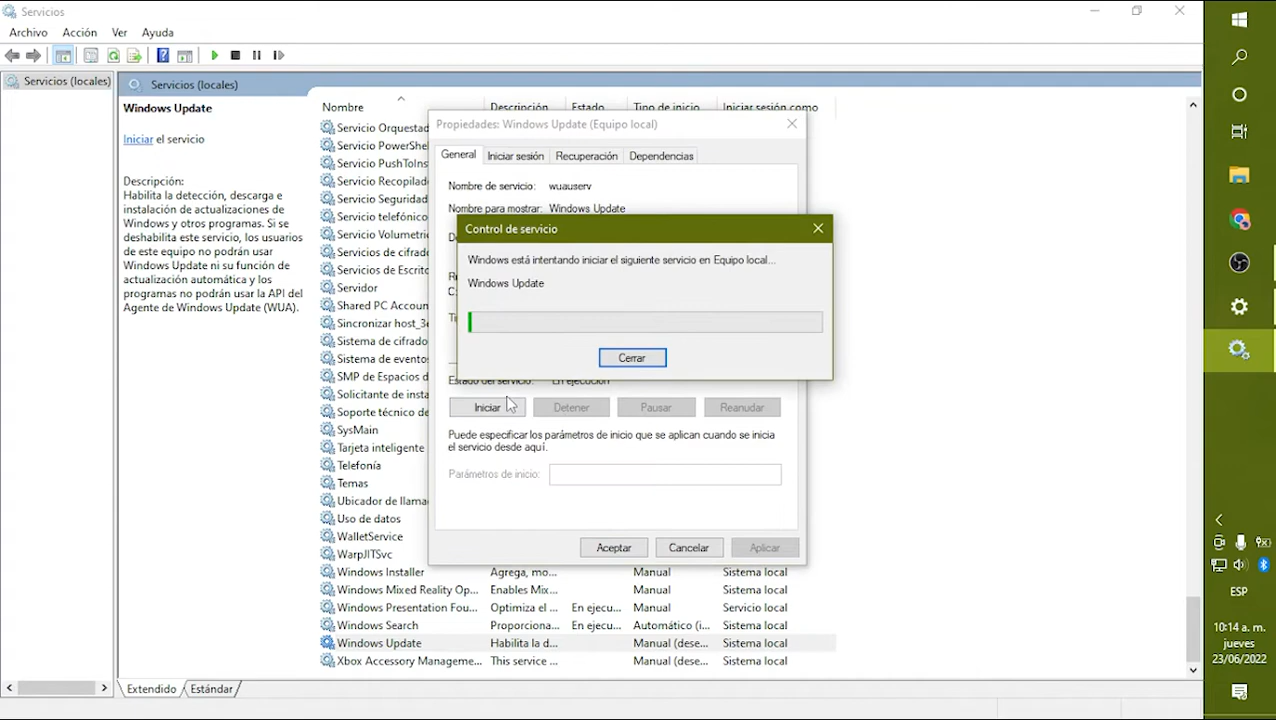 Servicios
Archivo Acción Ver Ayuda
Servicios (locales)
Servicios (locales)
Windows Update
Iniciar el servicio
Descripción:
Habilita la detección, descarga e
instalación de actualizaciones de
Windows y otros programas. Si se
deshabilita este servicio, los usuarios
de este equipo no podrán usar
Windows Update ni su función de
actualización automática y los
programas no podrán usar la API del
Agente de Windows Update (WUA).
Nombre Descripción Estado Tipo de inicio Iniciar sesión como
Servicio Orquestad
Servicio PowerShel
Servicio PushToIns
Servicio Recopilad
Servicio Seguridad
Servicio telefónico
Servicio Volumetri
Servicios de cifrad
Servicios de Escrito
Servidor
Shared PC Accoun
Sincronizar host_3e
Sistema de cifrado
Sistema de evento
SMP de Espacios d
Solicitante de insta
Soporte técnico de
SysMain
Tarjeta inteligente
Telefonía
Temas
Ubicador de llama
Uso de datos
WalletService
WarpJITSvc
Windows Installer Agrega, mo... Manual Sistema local
Windows Mixed Reality Op... Enables Mix... Manual Sistema local
Windows Presentation Fou... Optimiza el ... En ejecu... Manual Servicio local
Windows Search Proporciona... En ejecu... Automático (i... Sistema local
Windows Update Habilita la d... Manual (dese... Sistema local
Xbox Accessory Manageme... This service ... Manual (dese... Sistema local
Extendido Estándar
Propiedades: Windows Update (Equipo local)
General Iniciar sesión Recuperación Dependencias
Nombre de servicio: wuauserv
Nombre para mostrar: Windows Update
Control de servicio
Windows está intentando iniciar el siguiente servicio en Equipo local...
Windows Update
Cerrar
Estado del servicio: En ejecución
Iniciar Detener Pausar Reanudar
Puede especificar los parámetros de inicio que se aplican cuando se inicia
el servicio desde aquí.
Parámetros de inicio:
Aceptar Cancelar Aplicar
ESP
10:14 a. m.
jueves
23/06/2022